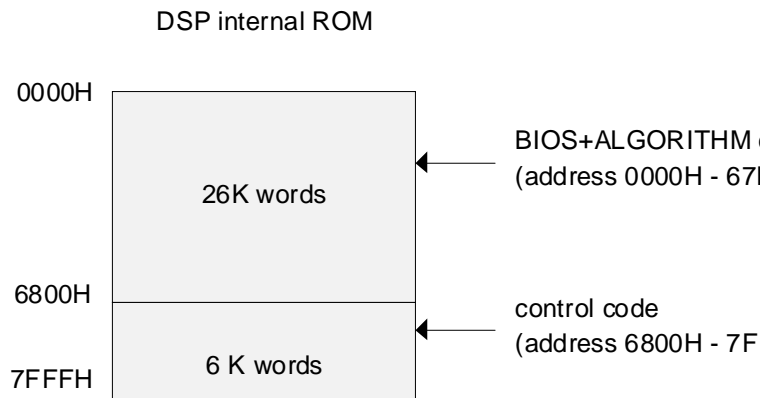 DSP internal ROM
0000H
BIOS+ALGORITHM
(address 0000H - 67
26K words
6800H
control code
(address 6800H - 7F
6 K words
7FFFH